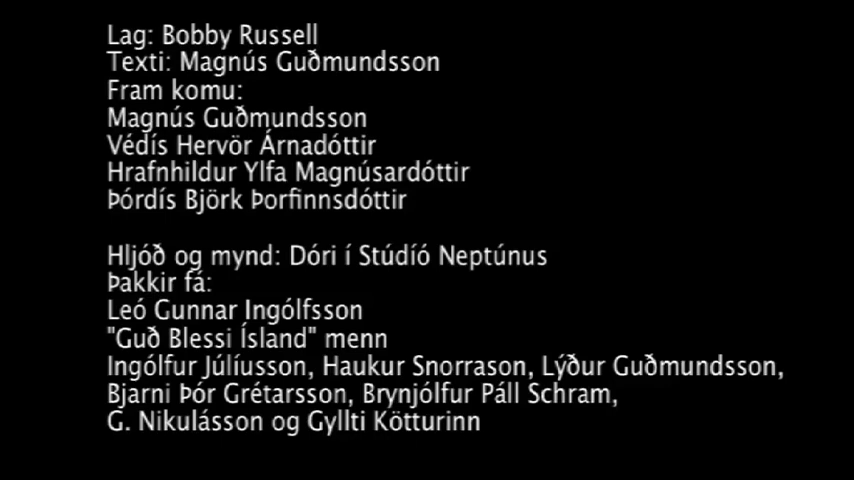 Lag: Bobby Russell
Texti: Magnús Guðmundsson
Fram komu:
Magnús Guðmundsson
Védís Hervör Árnadóttir
Hrafnhildur Ylfa Magnúsardóttir
Þórdís Björk Þorfinnsdóttir
Hljóð og mynd: Dóri í Stúdíó Neptúnus
Þakkir fá:
Leó Gunnar Ingólfsson
"Guð Blessi Ísland" menn
Ingólfur Júlíusson, Haukur Snorrason, Lýður Guðmundsson,
Bjarni Þór Grétarsson, Brynjólfur Páll Schram,
G. Nikulásson og Gyllti Kötturinn